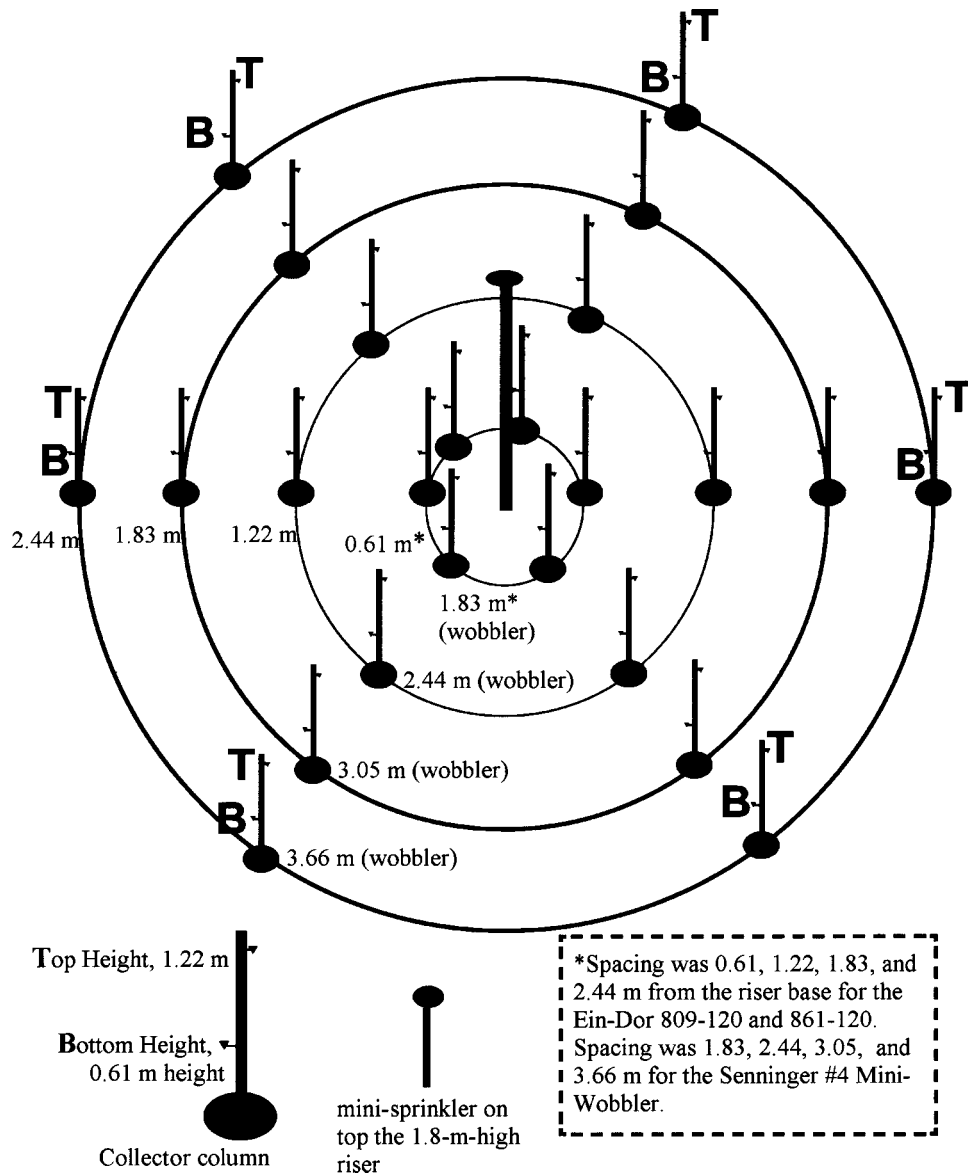 T
B
T
B
T
B
T
B
2.44 m
1.83 m
1.22 m
0.61 m*
1.83 m*
(wobbler)
2.44 m (wobbler)
3.05 m (wobbler)
T
B
3.66 m (wobbler)
T
B
Top Height, 1.22 m
Bottom Height,
0.61 m height
Collector column
mini-sprinkler on
top the 1.8-m-high
riser
*Spacing was 0.61, 1.22, 1.83, and
2.44 m from the riser base for the
Ein-Dor 809-120 and 861-120.
Spacing was 1.83, 2.44, 3.05, and
3.66 m for the Senninger #4 Mini-
Wobbler.